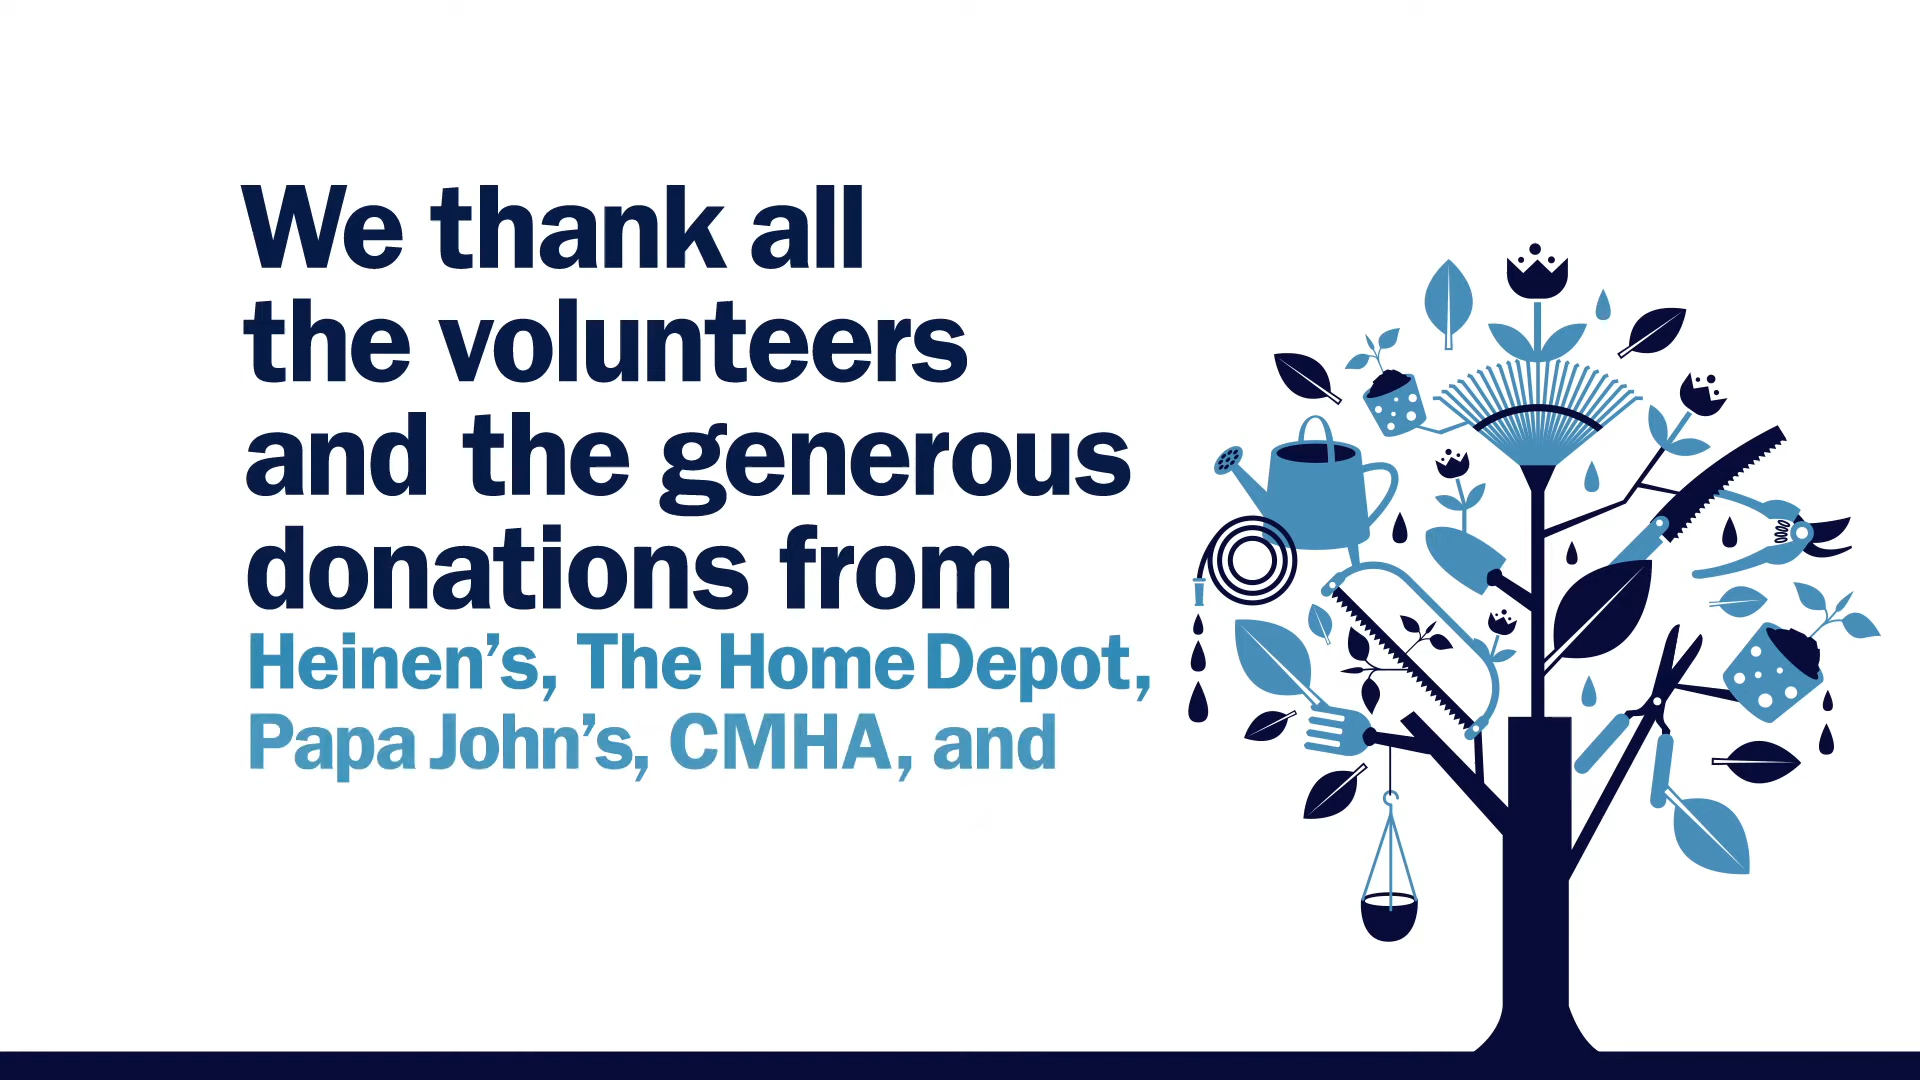 We thank all
the volunteers
and the generous
donations from
Heinen’s, The Home Depot,
Papa John’s, CMHA, and